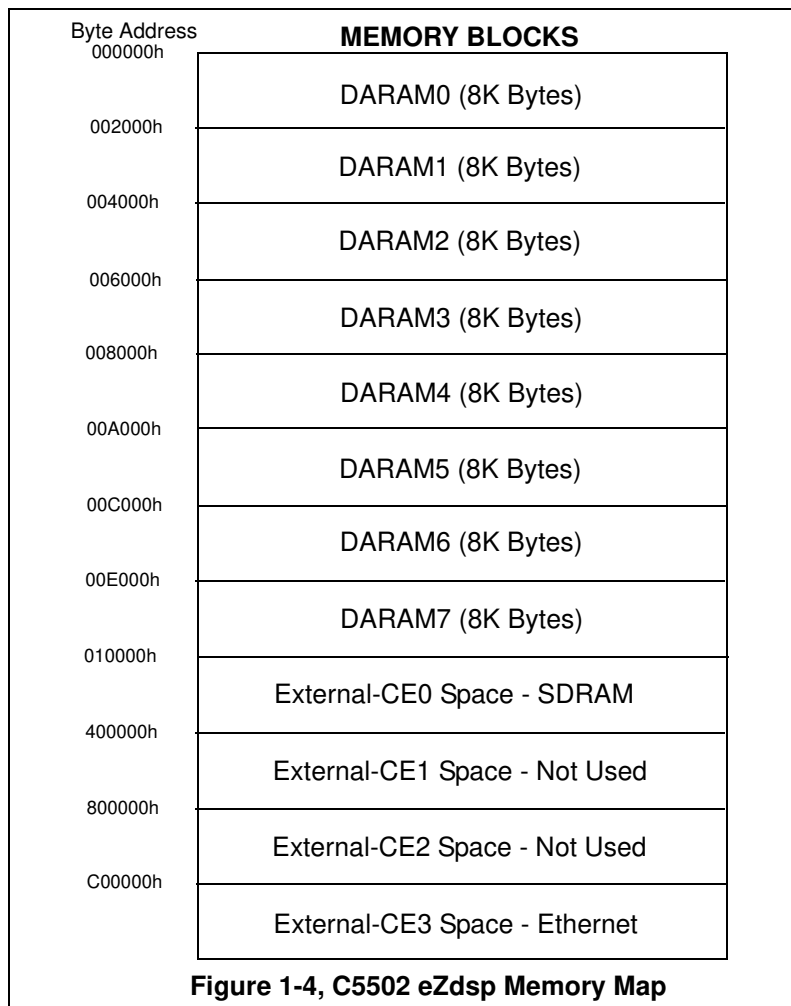 Byte Address
MEMORY BLOCKS
000000h
DARAM0 (8K Bytes)
002000h
DARAM1 (8K Bytes)
004000h
DARAM2 (8K Bytes)
006000h
DARAM3 (8K Bytes)
008000h
DARAM4 (8K Bytes)
00A000h
DARAM5 (8K Bytes)
00C000h
DARAM6 (8K Bytes)
00E000h
DARAM7 (8K Bytes)
010000h
External-CE0 Space - SDRAM
400000h
External-CE1 Space - Not Used
800000h
External-CE2 Space - Not Used
C00000h
External-CE3 Space - Ethernet
Figure 1-4, C5502 eZdsp Memory Map